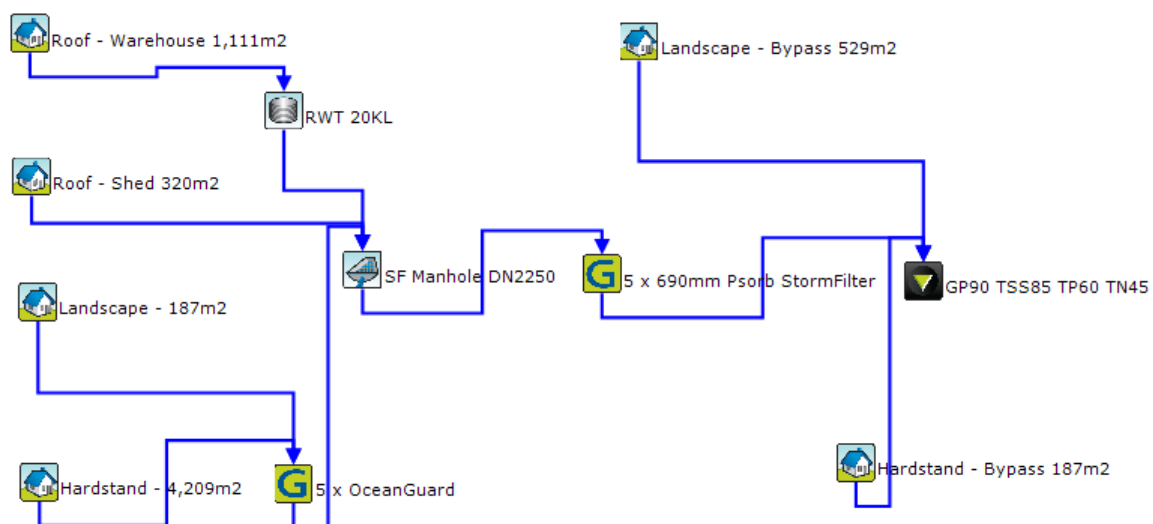 Roof - Warehouse 1,111m2
Landscape - Bypass 529m2
RWT 20KL
Roof - Shed 320m2
SF Manhole DN2250
5 x 690mm Psorb StormFilter
GP90 TSS85 TP60 TN45
Landscape - 187m2
Hardstand - Bypass 187m2
Hardstand - 4,209m2
G 5 x OceanGuard